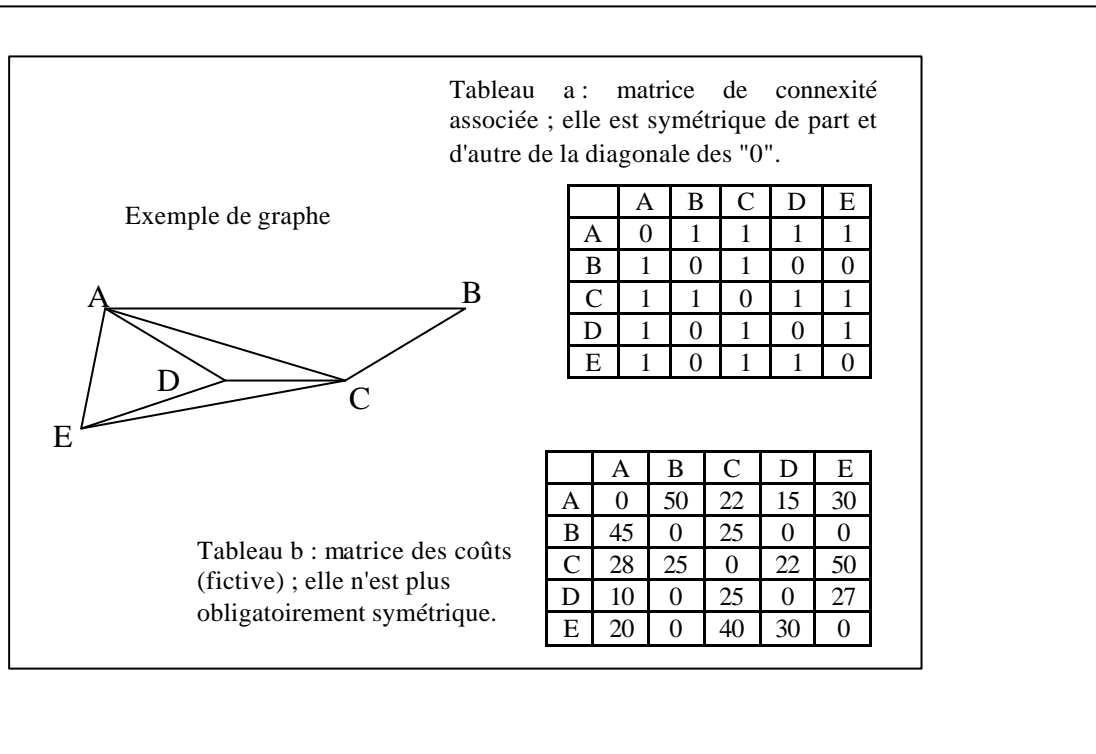 Tableau a : matrice de connexité
associée ; elle est symétrique de part et
d'autre de la diagonale des "0".
Exemple de graphe
A B C D E
A 0 1 1 1 1
B 1 0 1 0 0
C 1 1 0 1 1
D 1 0 1 0 1
E 1 0 1 1 0
A
B
D
C
E
Tableau b : matrice des coûts
(fictive) ; elle n'est plus
obligatoirement symétrique.
A B C D E
A 0 50 22 15 30
B 45 0 25 0 0
C 28 25 0 22 50
D 10 0 25 0 27
E 20 0 40 30 0